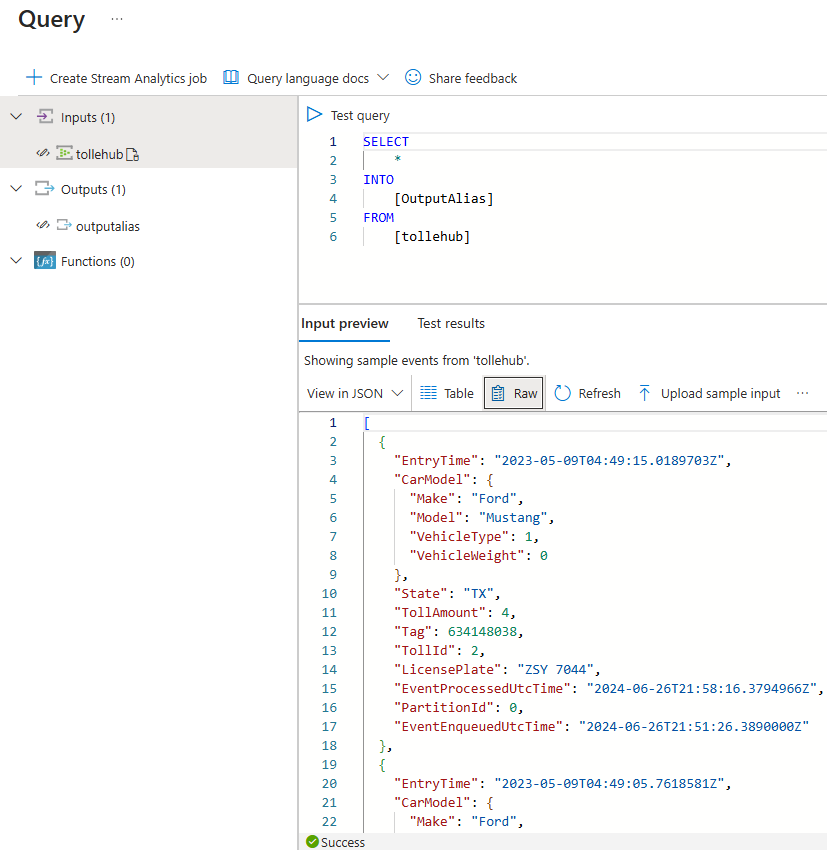 Query ...
Create Stream Analytics job Query language docs Share feedback
Inputs (1)
tollehub
Outputs (1)
outputalias
{fx} Functions (0)
Test query
1 SELECT
2 *
3 INTO
4 [OutputAlias]
5 FROM
6 [tollehub]
Input preview Test results
Showing sample events from 'tollehub'.
View in JSON Table Raw Refresh Upload sample input ...
1 [
2 {
3 "EntryTime": "2023-05-09T04:49:15.0189703Z",
4 "CarModel": {
5 "Make": "Ford",
6 "Model": "Mustang",
7 "VehicleType": 1,
8 "VehicleWeight": 0
9 },
10 "State": "TX",
11 "TollAmount": 4,
12 "Tag": 634148038,
13 "TollId": 2,
14 "LicensePlate": "ZSY 7044",
15 "EventProcessedUtcTime": "2024-06-26T21:58:16.3794966Z",
16 "PartitionId": 0,
17 "EventEnqueuedUtcTime": "2024-06-26T21:51:26.3890000Z"
18 },
19 {
20 "EntryTime": "2023-05-09T04:49:05.7618581Z",
21 "CarModel": {
22 "Make": "Ford",
Success